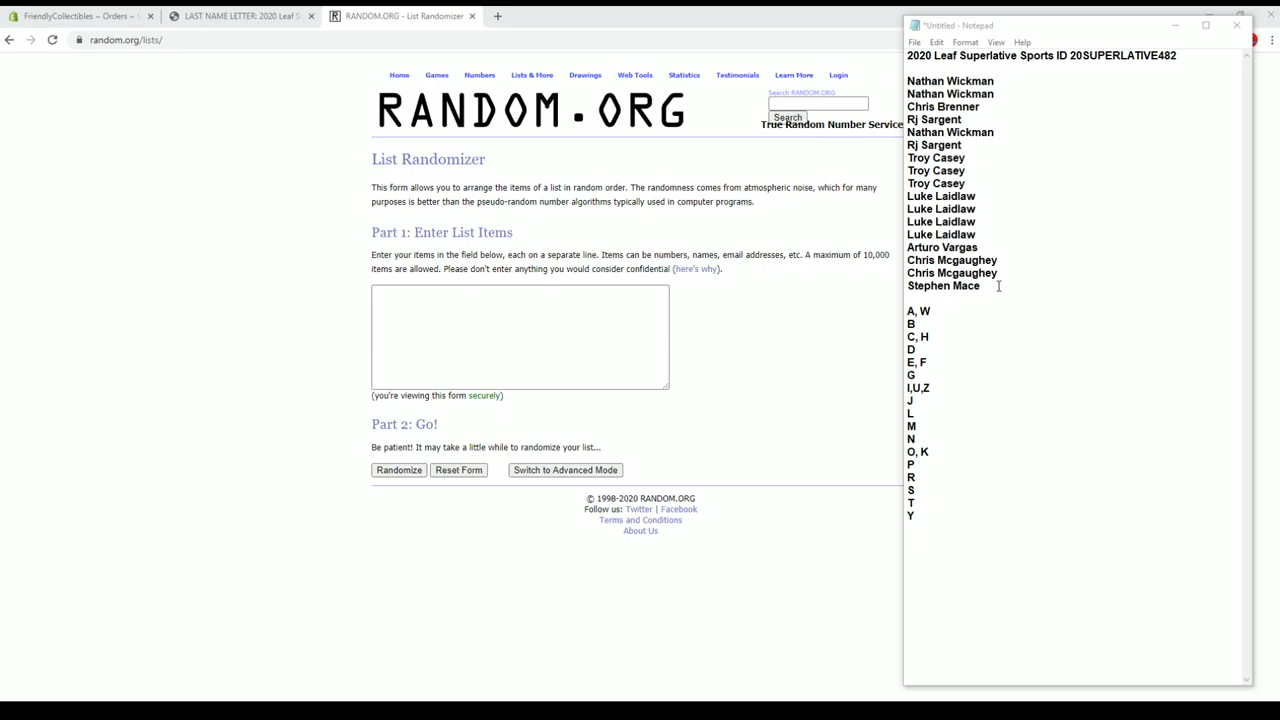 FriendlyCollectibles – Orders –
LAST NAME LETTER: 2020 Leaf S
RANDOM.ORG - List Randomizer
random.org/lists/
Home Games Numbers Lists & More Drawings Web Tools Statistics Testimonials Learn More Login
RANDOM.ORG
Search RANDOM.ORG
Search
True Random Number Service
List Randomizer
This form allows you to arrange the items of a list in random order. The randomness comes from atmospheric noise, which for many
purposes is better than the pseudo-random number algorithms typically used in computer programs.
Part 1: Enter List Items
Enter your items in the field below, each on a separate line. Items can be numbers, names, email addresses, etc. A maximum of 10,000
items are allowed. Please don't enter anything you would consider confidential (here's why).
(you're viewing this form securely)
Part 2: Go!
Be patient! It may take a little while to randomize your list...
Randomize Reset Form Switch to Advanced Mode
© 1998-2020 RANDOM.ORG
Follow us: Twitter | Facebook
Terms and Conditions
About Us
*Untitled - Notepad
File Edit Format View Help
2020 Leaf Superlative Sports ID 20SUPERLATIVE482
Nathan Wickman
Nathan Wickman
Chris Brenner
Rj Sargent
Nathan Wickman
Rj Sargent
Troy Casey
Troy Casey
Troy Casey
Luke Laidlaw
Luke Laidlaw
Luke Laidlaw
Luke Laidlaw
Arturo Vargas
Chris Mcgaughey
Chris Mcgaughey
Stephen Mace
A, W
B
C, H
D
E, F
G
I,U,Z
J
L
M
N
O, K
P
R
S
T
Y